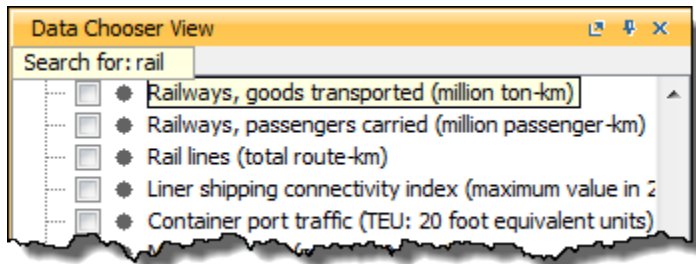 Data Chooser View
Search for: rail
Railways, goods transported (million ton-km)
Railways, passengers carried (million passenger-km)
Rail lines (total route-km)
Liner shipping connectivity index (maximum value in 2
Container port traffic (TEU: 20 foot equivalent units)